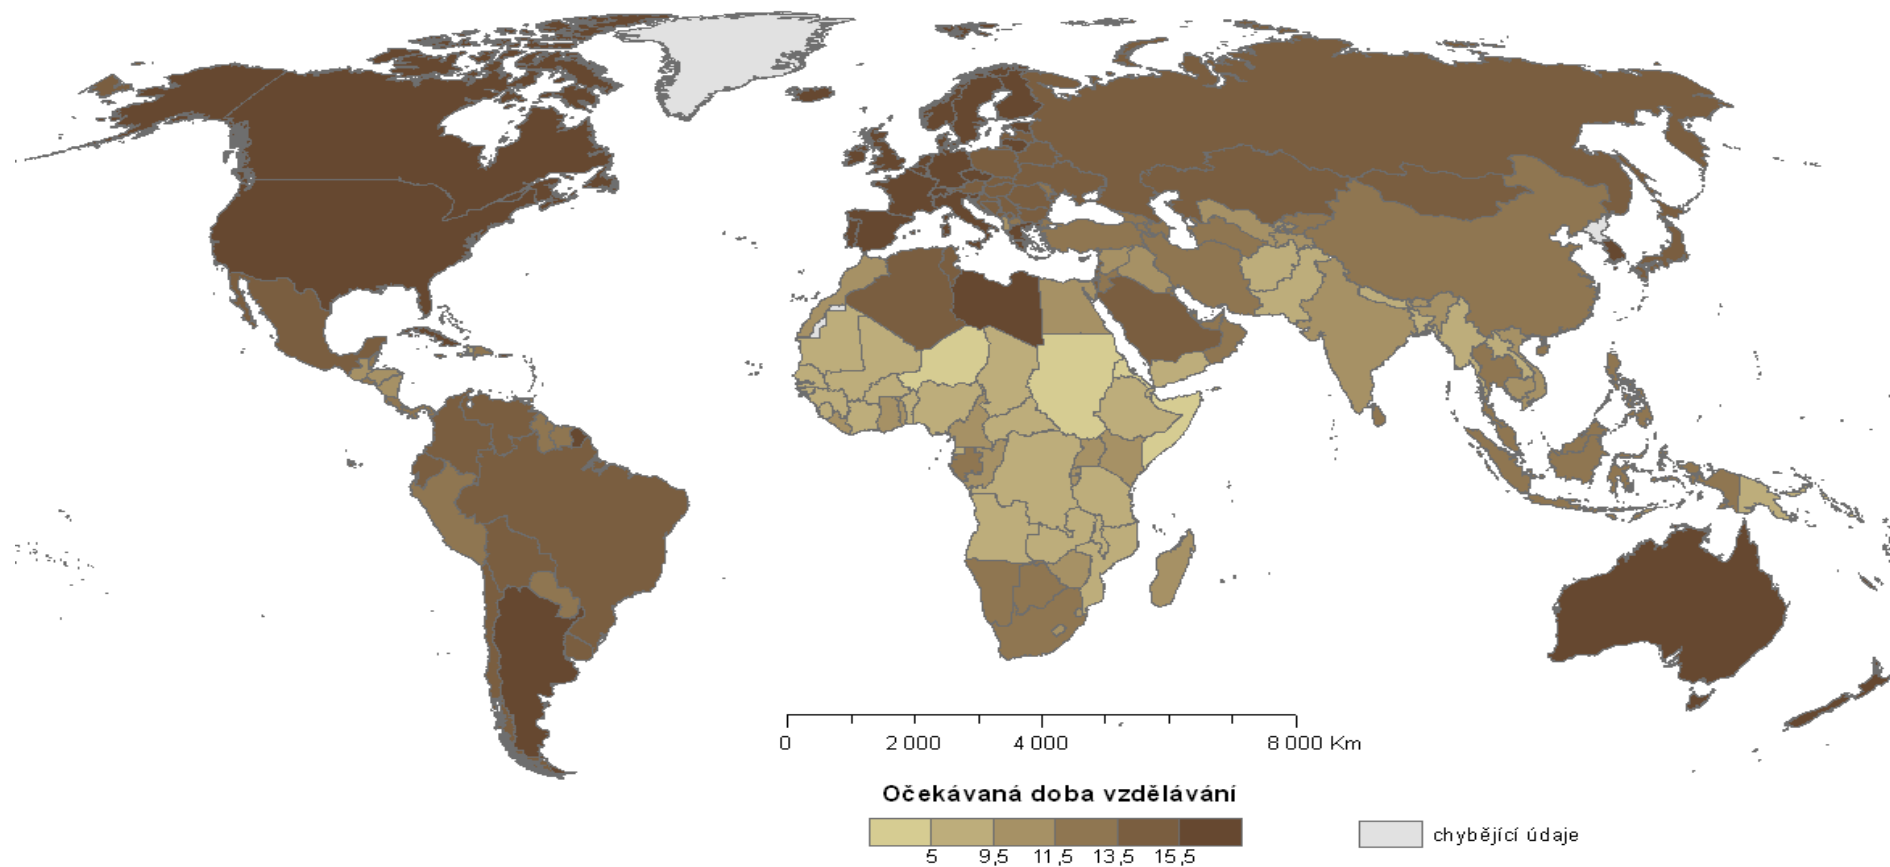 0 2 000 4 000 8 000 Km
Očekávaná doba vzdělávání
5 9,5 11,5 13,5 15,5
chybějící údaje